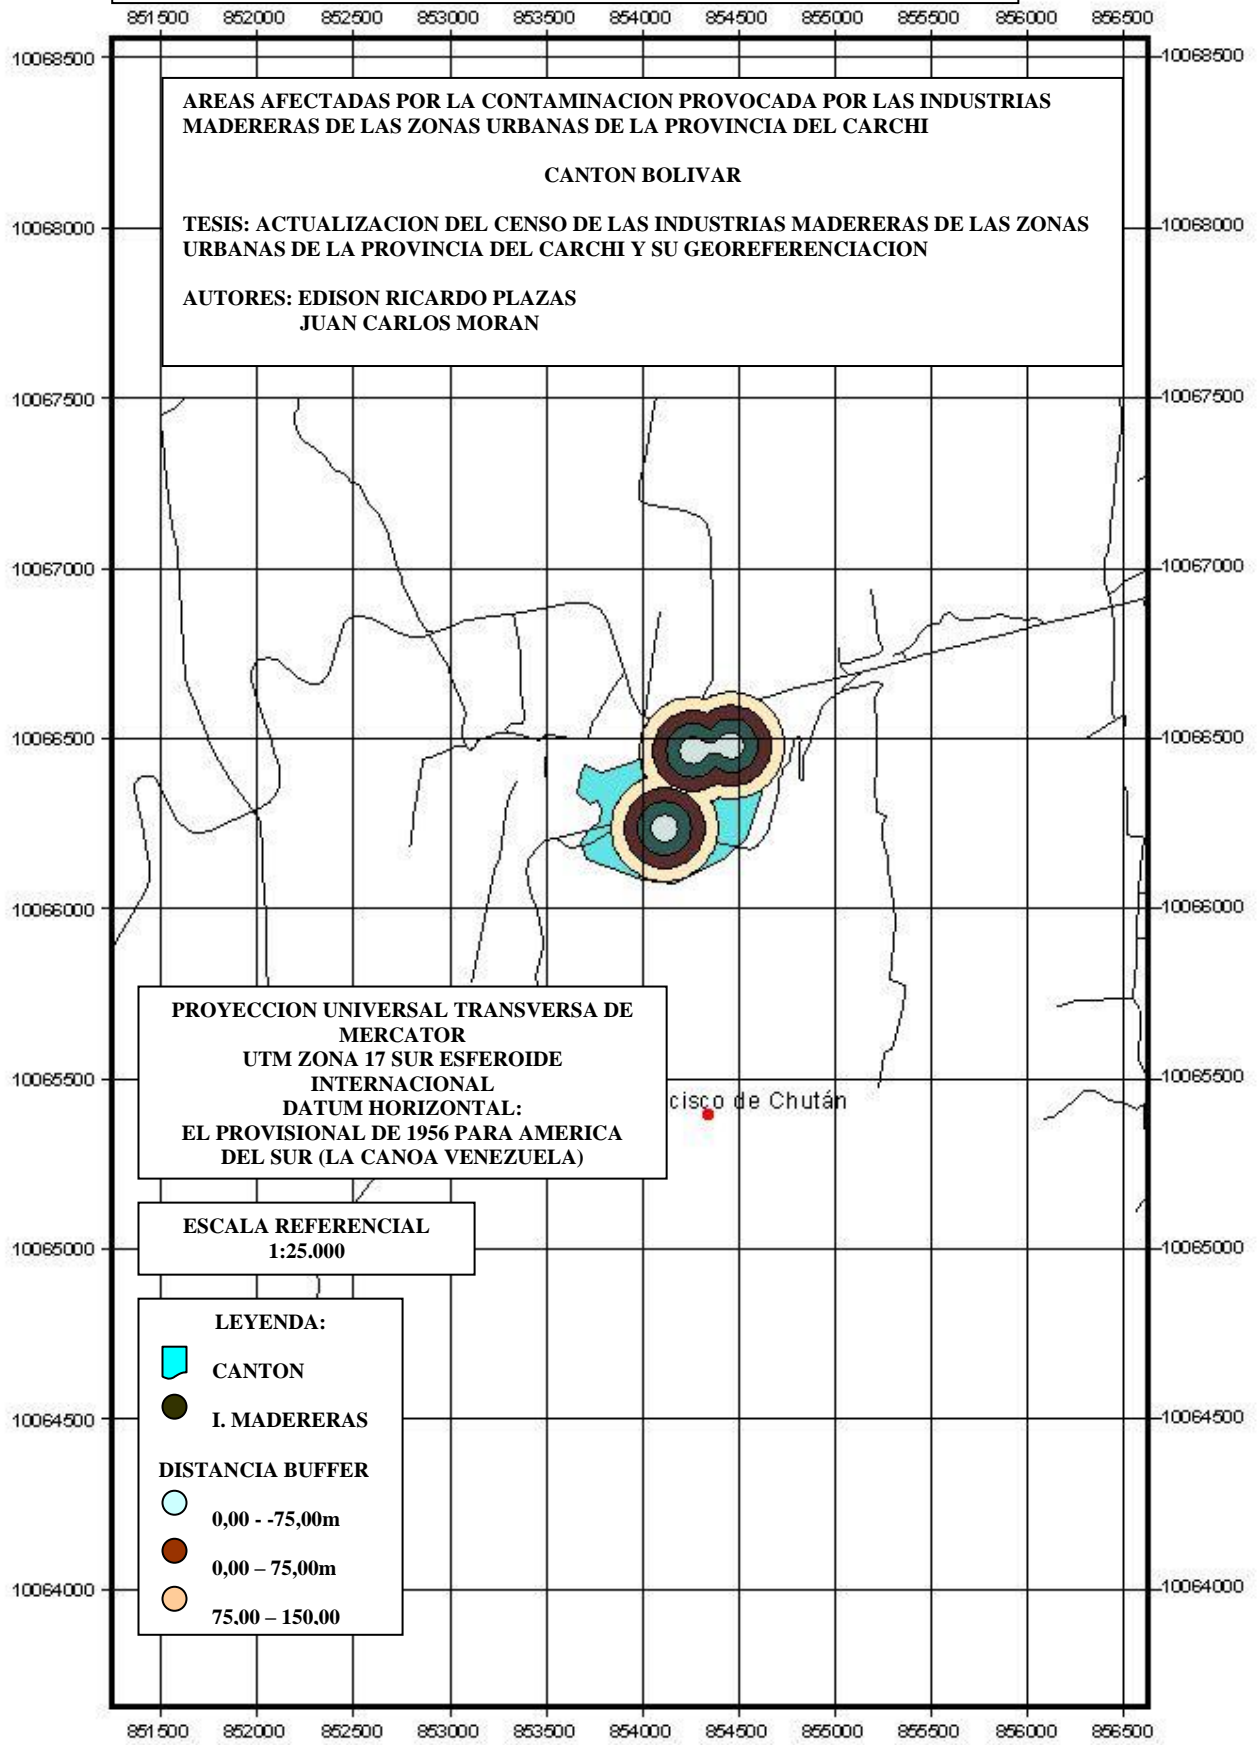 851500 852000 852500 853000 853500 854000 854500 855000 855500 856000 856500
10068500 10068500
AREAS AFECTADAS POR LA CONTAMINACION PROVOCADA POR LAS INDUSTRIAS
MADERERAS DE LAS ZONAS URBANAS DE LA PROVINCIA DEL CARCHI
CANTON BOLIVAR
TESIS: ACTUALIZACION DEL CENSO DE LAS INDUSTRIAS MADERERAS DE LAS ZONAS
10068000 10068000
URBANAS DE LA PROVINCIA DEL CARCHI Y SU GEOREFERENCIACION
AUTORES: EDISON RICARDO PLAZAS
JUAN CARLOS MORAN
10067500 10067500
10067000 10067000
10066500 10066500
10066000 10066000
PROYECCION UNIVERSAL TRANSVERSA DE
MERCATOR
UTM ZONA 17 SUR ESFEROIDE
INTERNACIONAL
DATUM HORIZONTAL:
EL PROVISIONAL DE 1956 PARA AMERICA
DEL SUR (LA CANOA VENEZUELA)
10065500 10065500
cisco de Chután
ESCALA REFERENCIAL
1:25.000
10065000 10065000
LEYENDA:
CANTON
I. MADERERAS
10064500 10064500
DISTANCIA BUFFER
0,00 - -75,00m
0,00 – 75,00m
75,00 – 150,00
10064000 10064000
851500 852000 852500 853000 853500 854000 854500 855000 855500 856000 856500